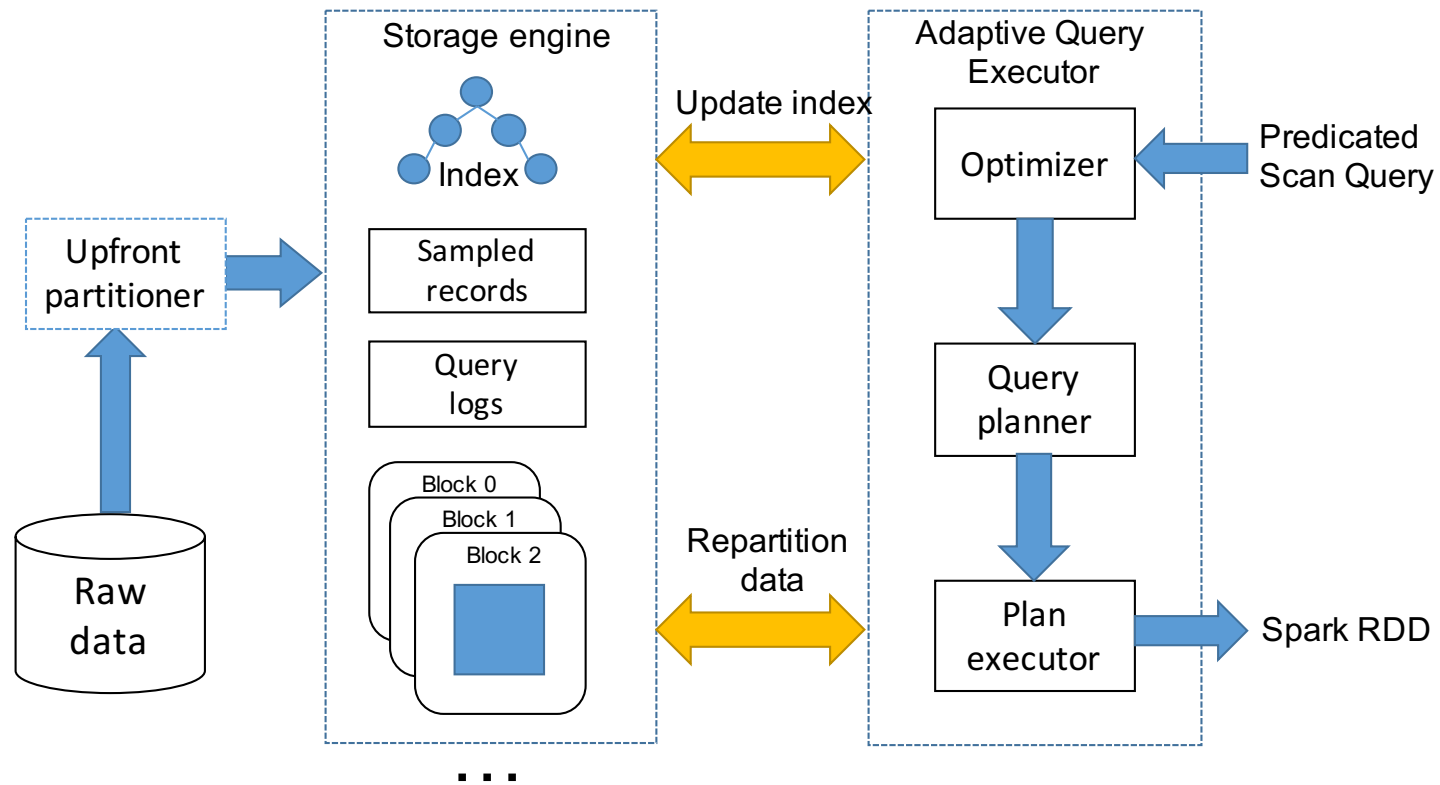 Storage engine
Index
Sampled
records
Query
logs
Block 0
Block 1
Block 2
Upfront
partitioner
Raw
data
Update index
Repartition
data
Adaptive Query
Executor
Optimizer
Query
planner
Plan
executor
Predicated
Scan Query
Spark RDD
...